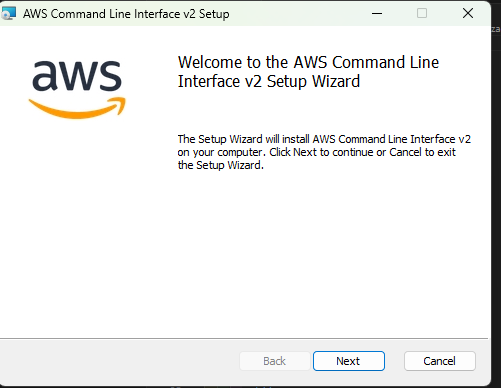 AWS Command Line Interface v2 Setup
aws
Welcome to the AWS Command Line
Interface v2 Setup Wizard
The Setup Wizard will install AWS Command Line Interface v2
on your computer. Click Next to continue or Cancel to exit
the Setup Wizard.
Back
Next
Cancel